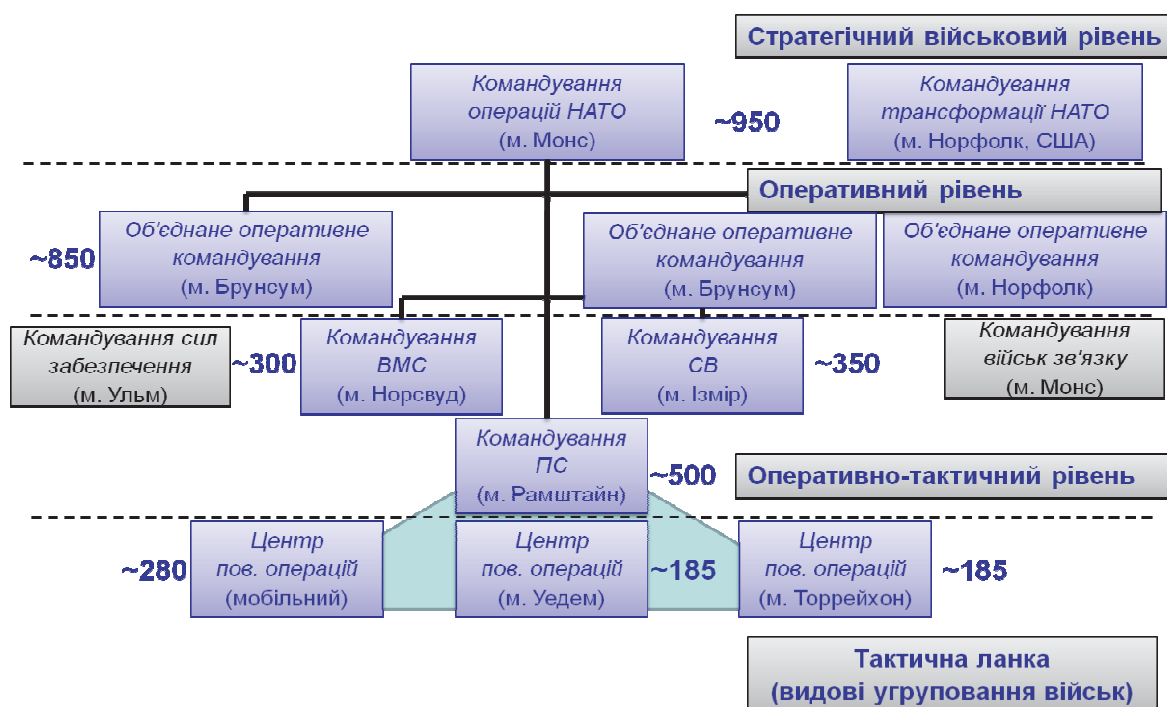 Стратегічний військовий рівень
Командування
операцій НАТО
(м. Монс)
~950
Командування
трансформації НАТО
(м. Норфолк, США)
Оперативний рівень
~850
Об'єднане оперативне
командування
(м. Брунсум)
Об'єднане оперативне
командування
(м. Брунсум)
Об'єднане оперативне
командування
(м. Норфолк)
Командування сил
забезпечення
(м. Ульм)
~300
Командування
ВМС
(м. Норсвуд)
Командування
СВ
(м. Ізмір)
~350
Командування
військ зв'язку
(м. Монс)
Командування
ПС
(м. Рамштайн)
~500
Оперативно-тактичний рівень
~280
Центр
пов. операцій
(мобільний)
Центр
пов. операцій
(м. Уедем)
~185
Центр
пов. операцій
(м. Торрейхон)
~185
Тактична ланка
(видові угруповання військ)